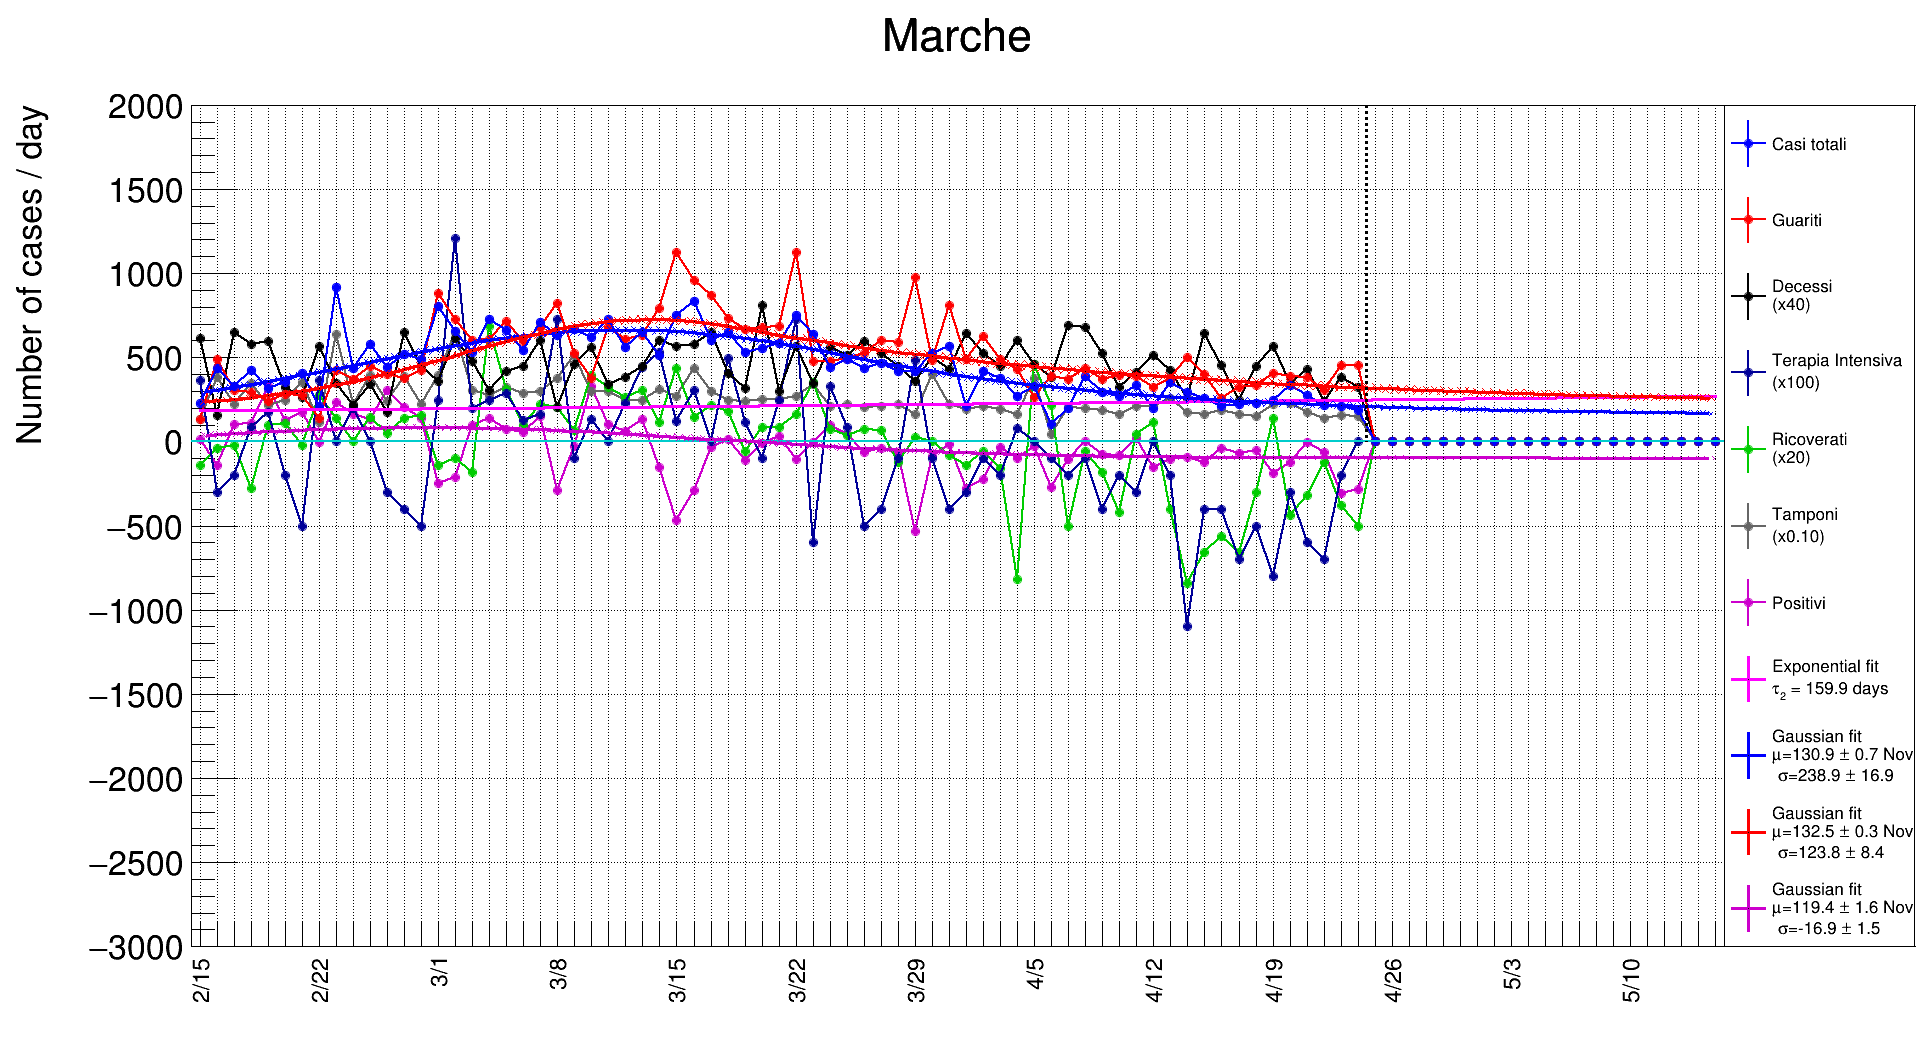 Marche
Number of cases / day
2000
1500
1000
500
0
−500
−1000
−1500
−2000
−2500
−3000
2/15
2/22
3/1
3/8
3/15
3/22
3/29
4/5
4/12
4/19
4/26
5/3
5/10
Casi totali
Guariti
Decessi
(x40)
Terapia Intensiva
(x100)
Ricoverati
(x20)
Tamponi
(x0.10)
Positivi
Exponential fit
τ2 = 159.9 days
Gaussian fit
μ=130.9 ± 0.7 Nov
σ=238.9 ± 16.9
Gaussian fit
μ=132.5 ± 0.3 Nov
σ=123.8 ± 8.4
Gaussian fit
μ=119.4 ± 1.6 Nov
σ=-16.9 ± 1.5